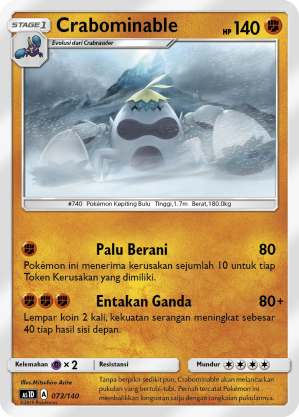 STAGE 1
Crabominable
HP 140
Evolusi dari Crabrawler
#740 Pokémon Kepiting Bulu Tinggi,1.7m Berat,180.0kg
Palu Berani 80
Pokémon ini menerima kerusakan sejumlah 10 untuk tiap
Token Kerusakan yang dimiliki.
Entakan Ganda 80+
Lempar koin 2 kali, kekuatan serangan meningkat sebesar
40 tiap hasil sisi depan.
Kelemahan × 2 Resistansi Mundur
Illus.Mitsuhiro Arita
AS1D A 073/140
Tanpa berpikir sedikit pun, Crabominable akan melancarkan
pukulan yang bertubi-tubi. Pernah tercatat bahwa Pokémon ini
membalikkan longsoran salju dengan rangkaian pukulannya.